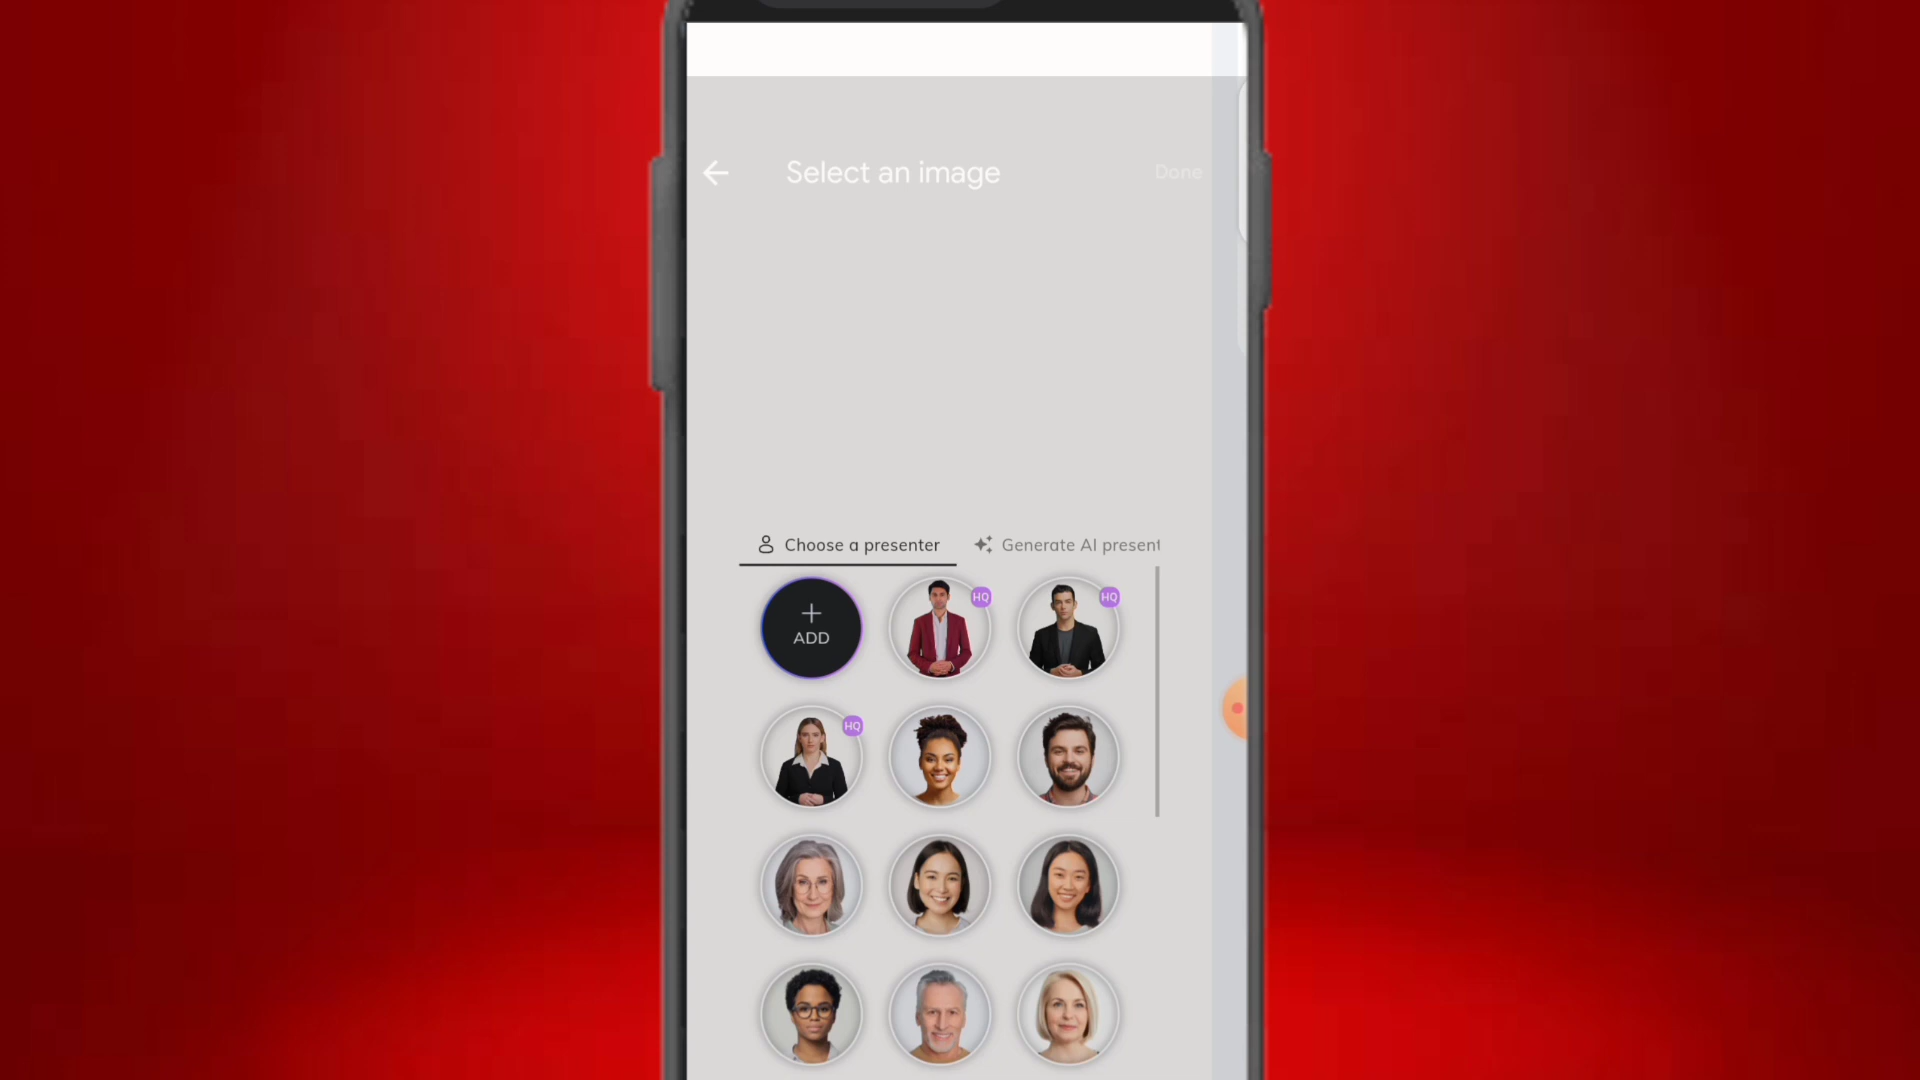 Select an image
Done
Choose a presenter
Generate AI present
ADD
HQ
HQ
HQ